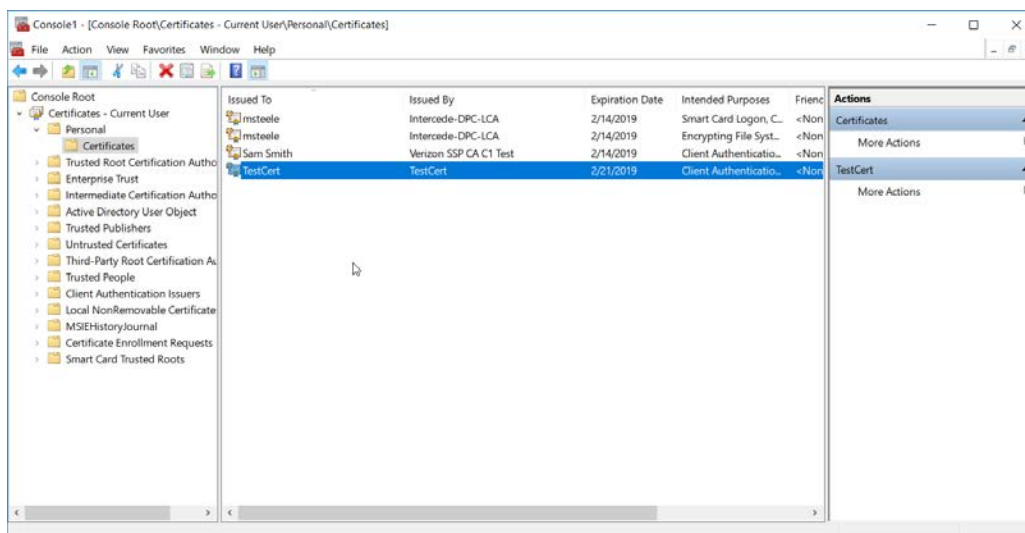 Console1 - [Console Root\Certificates - Current User\Personal\Certificates]
File Action View Favorites Window Help
Console Root
Certificates - Current User
Personal
Certificates
Trusted Root Certification Autho
Enterprise Trust
Intermediate Certification Autho
Active Directory User Object
Trusted Publishers
Untrusted Certificates
Third-Party Root Certification Au
Trusted People
Client Authentication Issuers
Local NonRemovable Certificate
MSIEHistoryJournal
Certificate Enrollment Requests
Smart Card Trusted Roots
Issued To Issued By Expiration Date Intended Purposes Frienc
msteele Intercede-DPC-LCA 2/14/2019 Smart Card Logon, C... <Non
msteele Intercede-DPC-LCA 2/14/2019 Encrypting File Syst... <Non
Sam Smith Verizon SSP CA C1 Test 2/14/2019 Client Authenticatio... <Non
TestCert TestCert 2/21/2019 Client Authenticatio... <Non
Actions
Certificates
More Actions
TestCert
More Actions